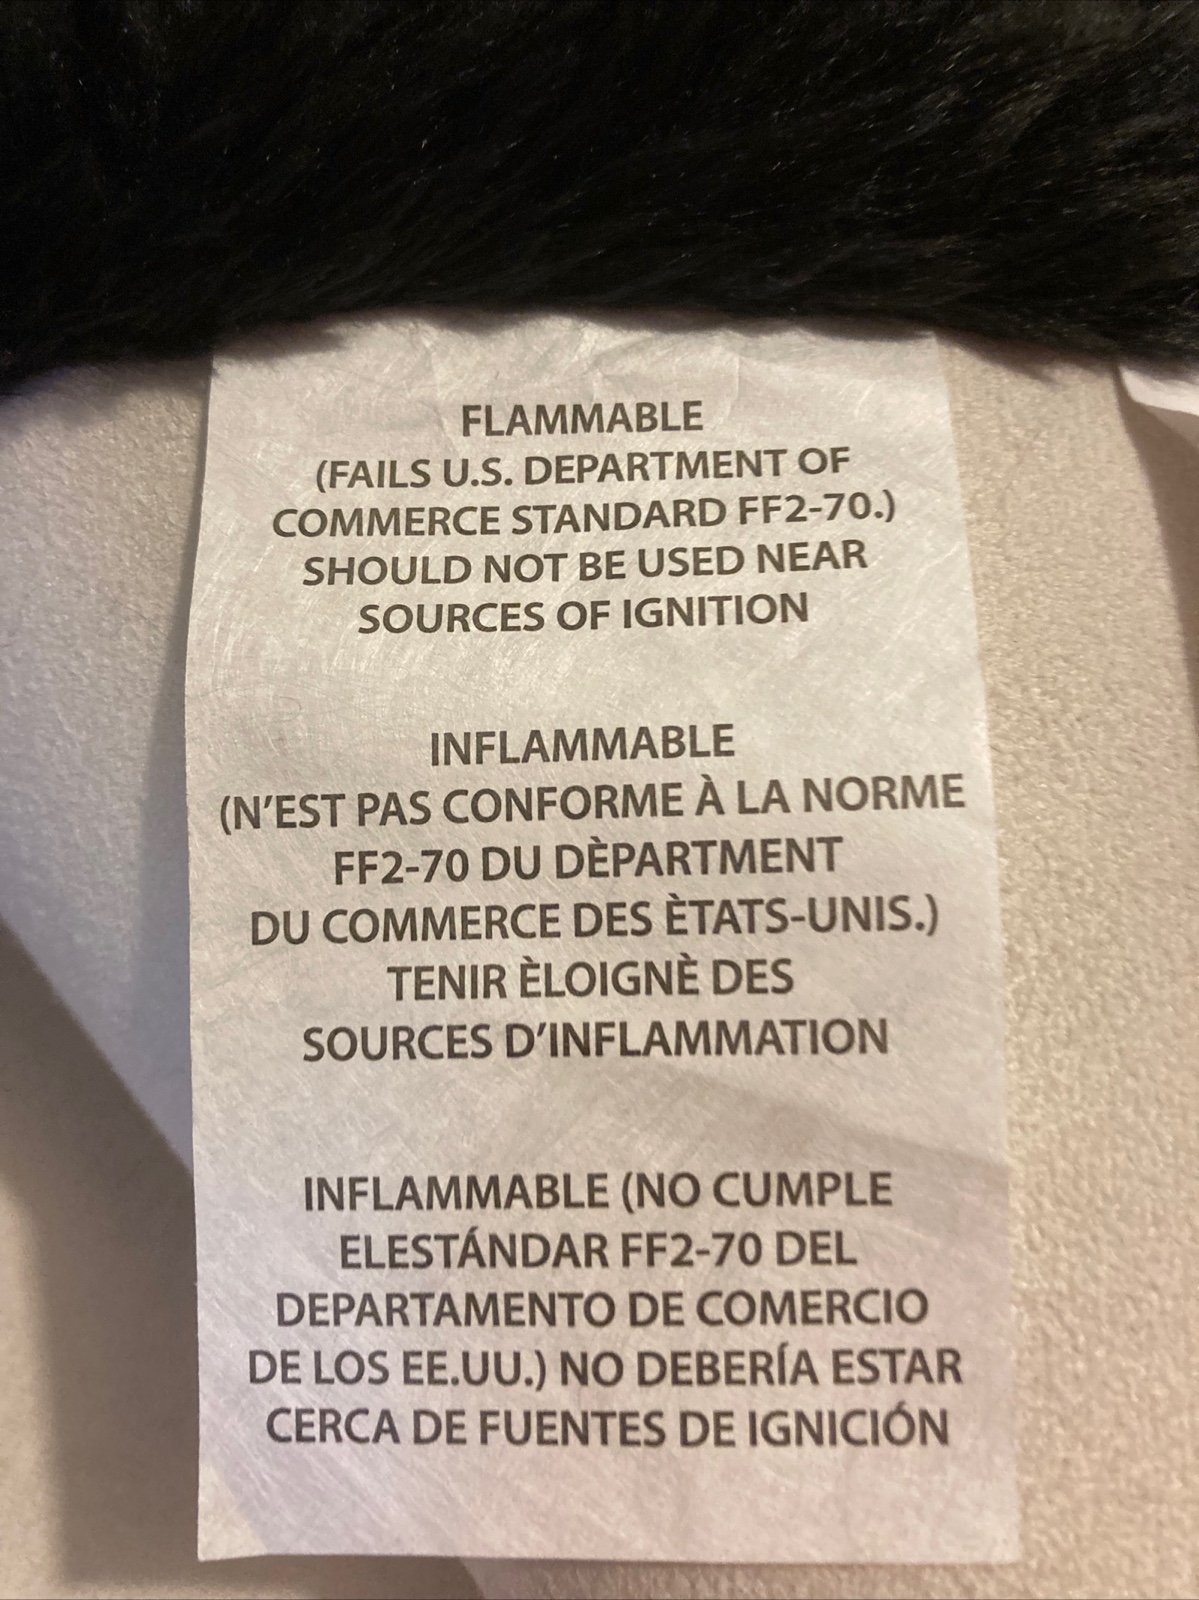 FLAMMABLE
(FAILS U.S. DEPARTMENT OF
COMMERCE STANDARD FF2-70.)
SHOULD NOT BE USED NEAR
SOURCES OF IGNITION
INFLAMMABLE
(N'EST PAS CONFORME À LA NORME
FF2-70 DU DÈPARTMENT
DU COMMERCE DES ÈTATS-UNIS.)
TENIR ÈLOIGNÈ DES
SOURCES D'INFLAMMATION
INFLAMMABLE (NO CUMPLE
ELESTÁNDAR FF2-70 DEL
DEPARTAMENTO DE COMERCIO
DE LOS EE.UU.) NO DEBERÍA ESTAR
CERCA DE FUENTES DE IGNICIÓN